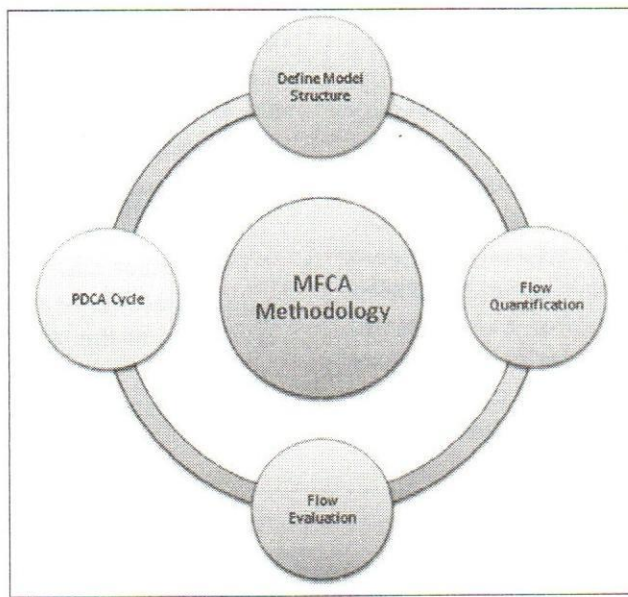 Define Model
Structure
PDCA Cycle
MFCA
Methodology
Flow
Quantification
Flow
Evaluation